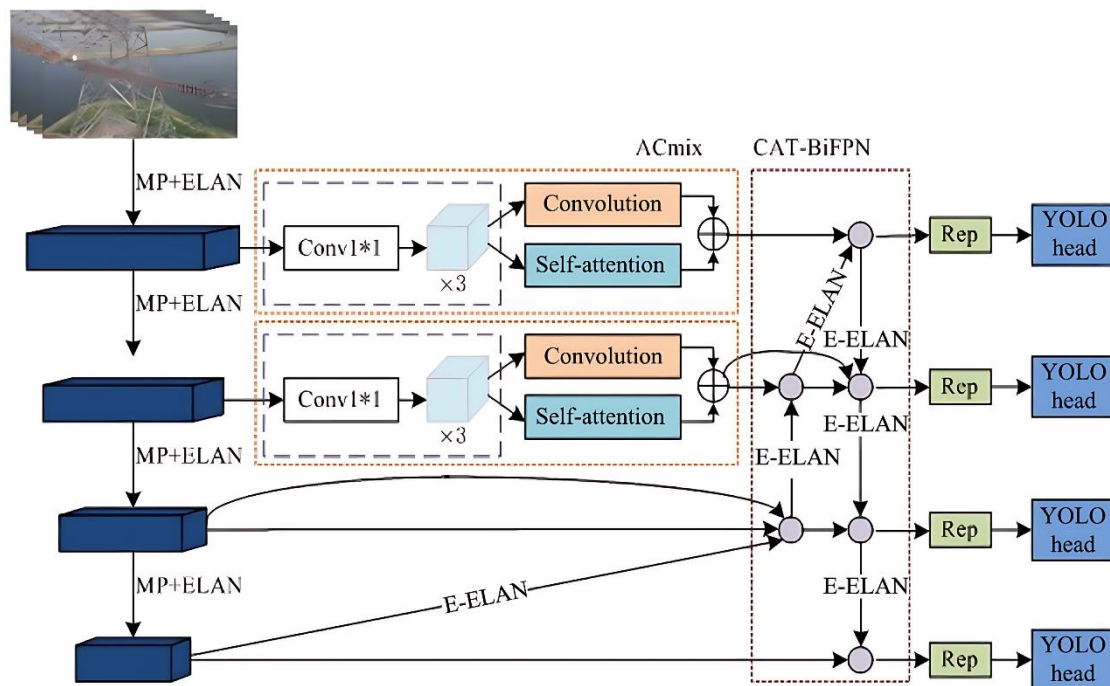 ACmix
CAT-BiFPN
MP+ELAN
Convolution
Conv1*1
×3
Self-attention
Rep
YOLO
head
MP+ELAN
E-ELAN
E-ELAN
Convolution
Conv1*1
×3
Self-attention
Rep
YOLO
head
MP+ELAN
E-ELAN
E-ELAN
Rep
YOLO
head
MP+ELAN
E-ELAN
E-ELAN
Rep
YOLO
head